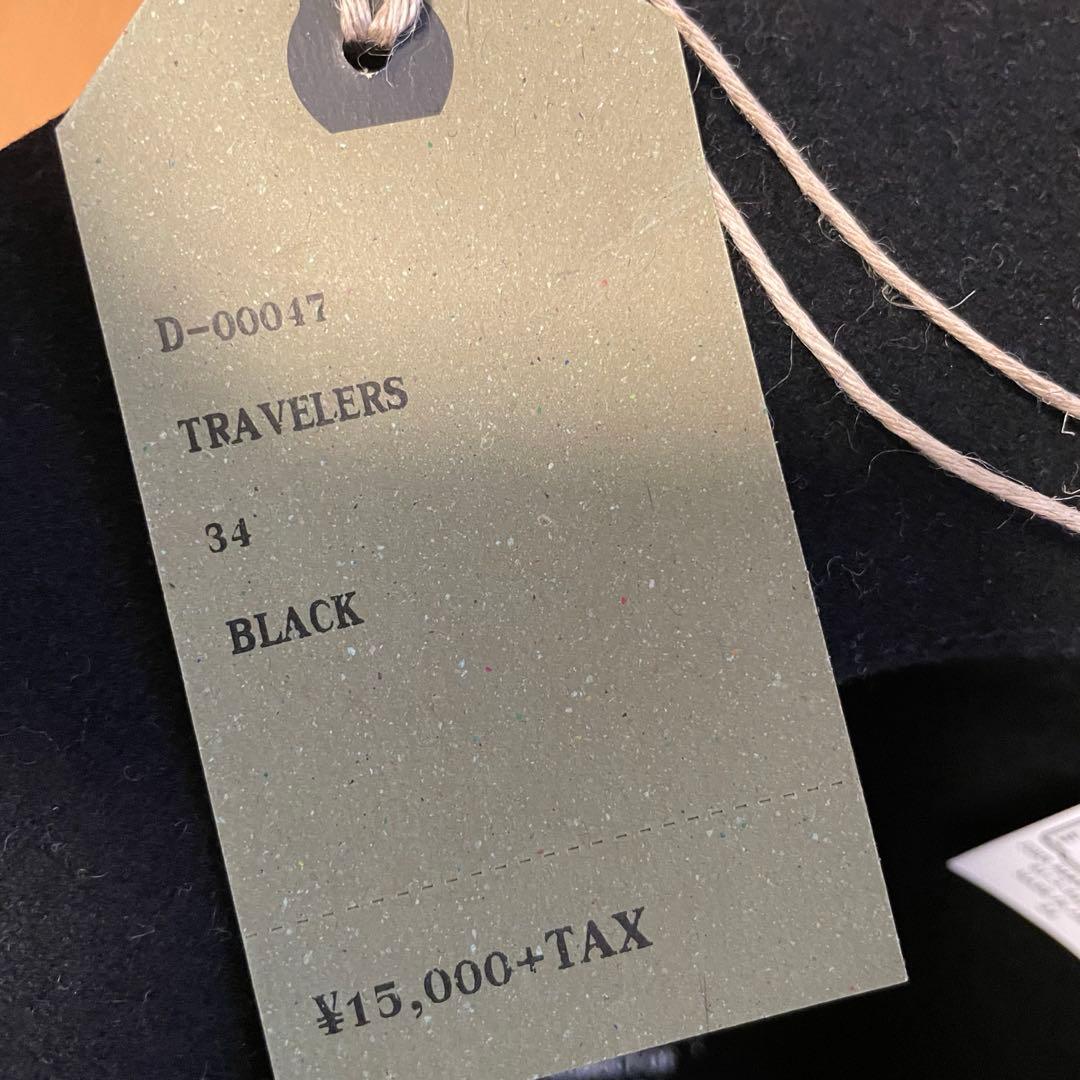 D-00047
TRAVELERS
34
BLACK
¥15,000+TAX